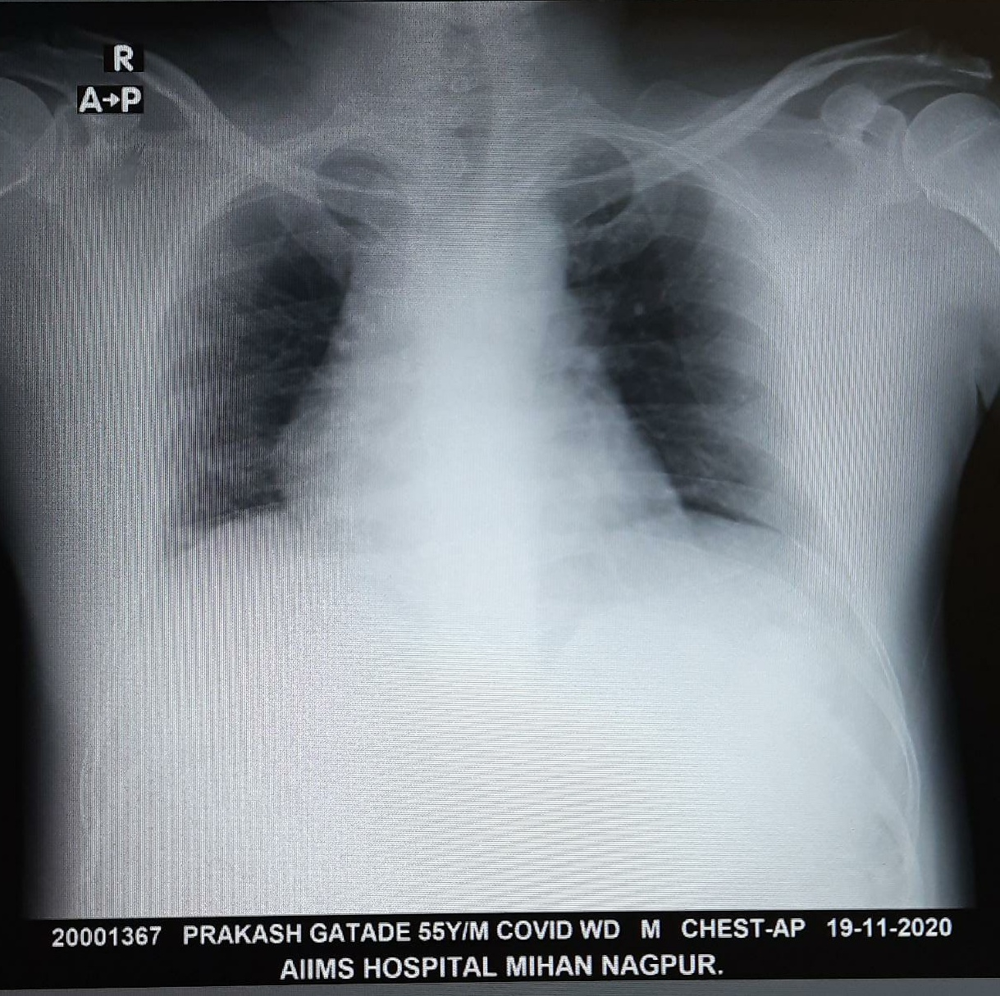 R
A→P
20001367 PRAKASH GATADE 55Y/M COVID WD M CHEST-AP 19-11-2020
AIIMS HOSPITAL MIHAN NAGPUR.